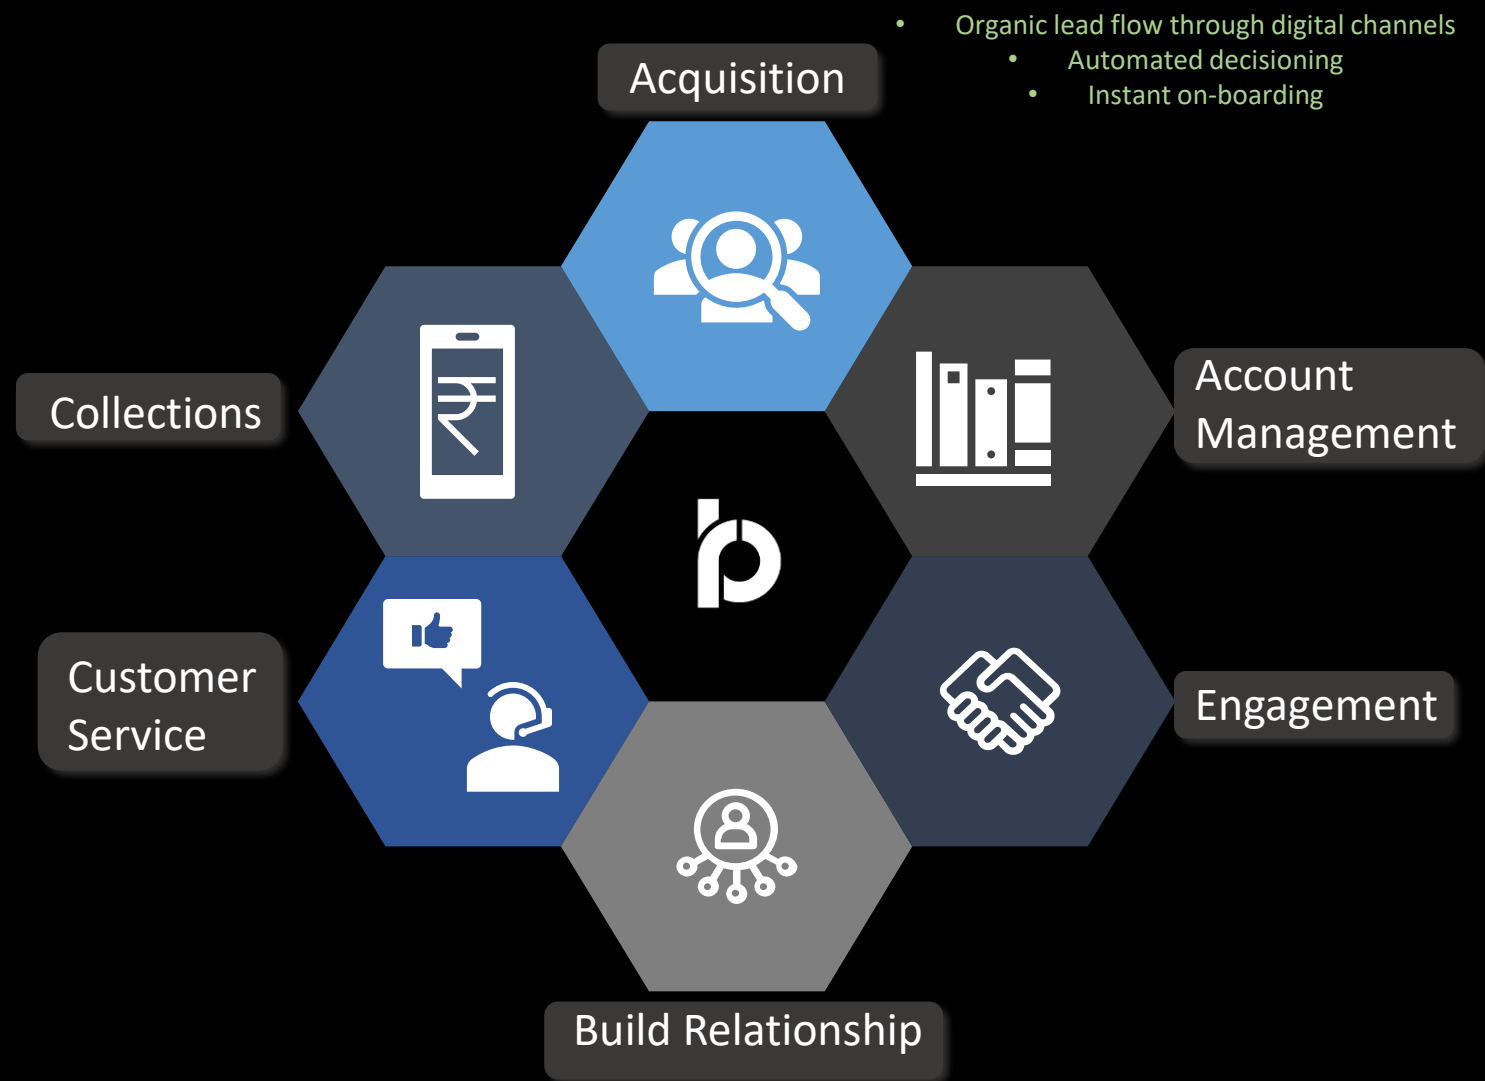 • Organic lead flow through digital channels
• Automated decisioning
• Instant on-boarding
Acquisition
Account
Management
Collections
₹
Customer
Service
Engagement
Build Relationship